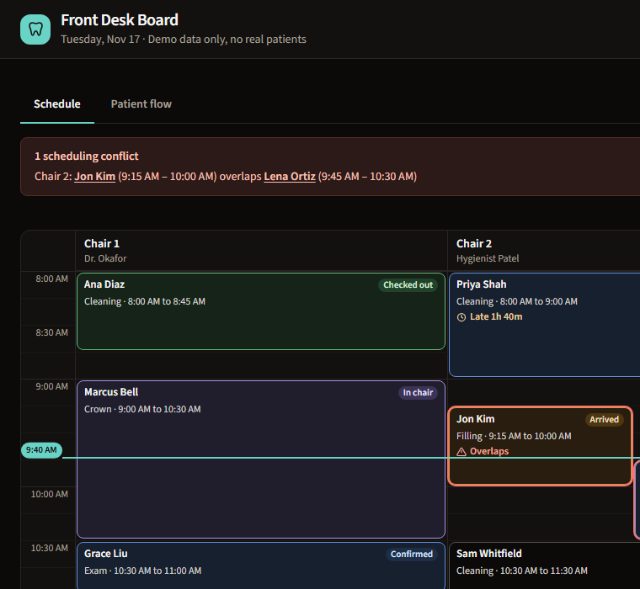 Front Desk Board
Tuesday, Nov 17 · Demo data only, no real patients
Schedule
Patient flow
1 scheduling conflict
Chair 2: Jon Kim (9:15 AM – 10:00 AM) overlaps Lena Ortiz (9:45 AM – 10:30 AM)
Chair 1
Dr. Okafor
Chair 2
Hygienist Patel
8:00 AM
Ana Diaz
Checked out
Cleaning · 8:00 AM to 8:45 AM
Priya Shah
Cleaning · 8:00 AM to 9:00 AM
Late 1h 40m
8:30 AM
9:00 AM
Marcus Bell
In chair
Crown · 9:00 AM to 10:30 AM
Jon Kim
Arrived
Filling · 9:15 AM to 10:00 AM
Overlaps
9:40 AM
10:00 AM
10:30 AM
Grace Liu
Confirmed
Exam · 10:30 AM to 11:00 AM
Sam Whitfield
Cleaning · 10:30 AM to 11:30 AM